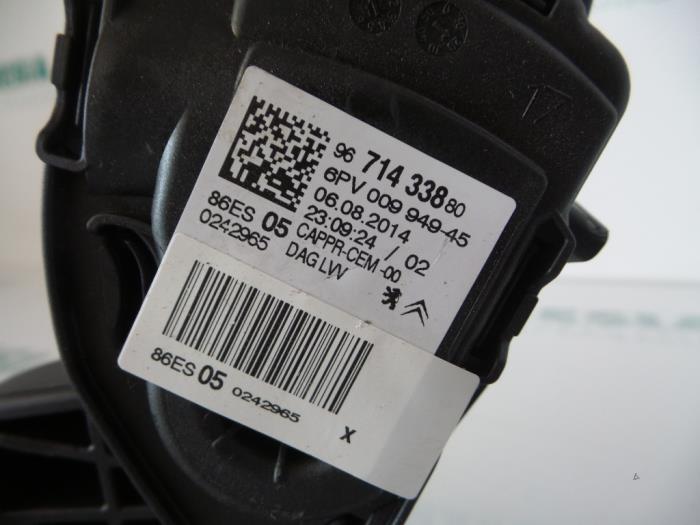 17
96 714 338 80
6PV 009 949-45
06.08.2014
23:09:24 / 02
86ES 05 CAPPR-CEM-00
0242965 DAG LVV
86ES 05 0242965 X